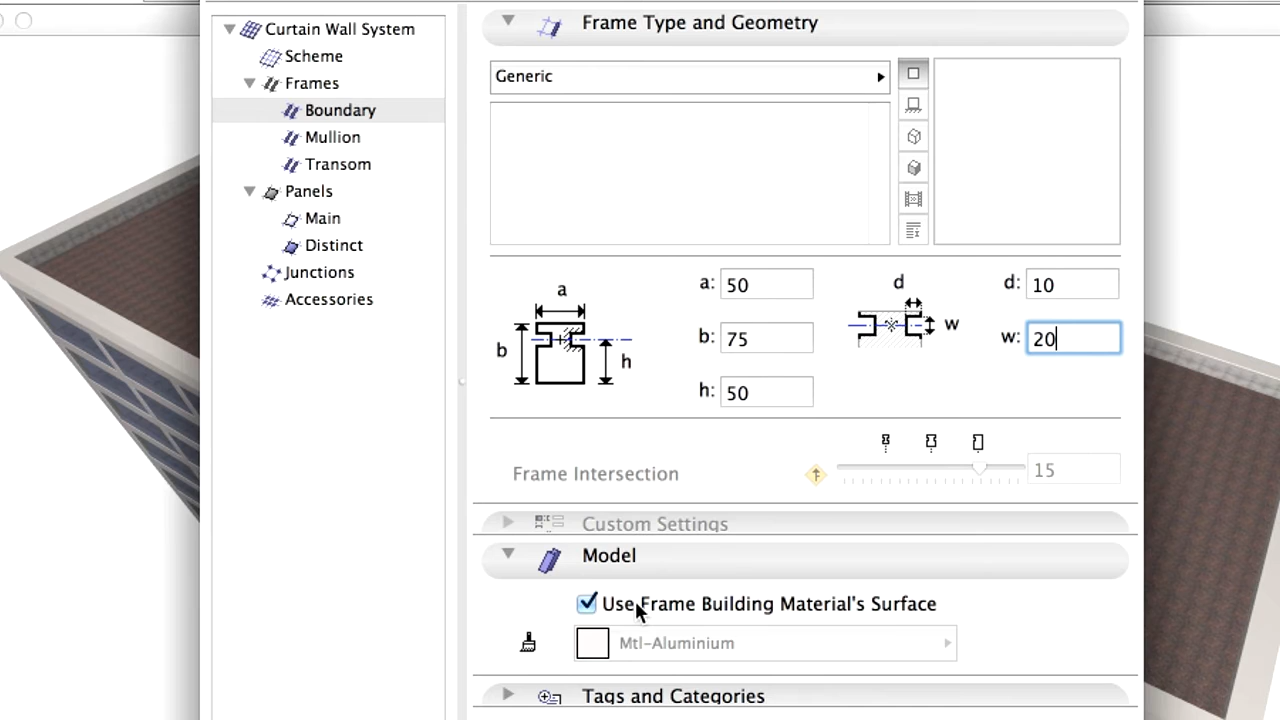 Curtain Wall System
Scheme
Frames
Boundary
Mullion
Transom
Panels
Main
Distinct
Junctions
Accessories
Frame Type and Geometry
Generic
a
b
h
a: 50
b: 75
h: 50
d
w
d: 10
w: 20
Frame Intersection
15
Custom Settings
Model
Use Frame Building Material's Surface
Mtl-Aluminium
Tags and Categories